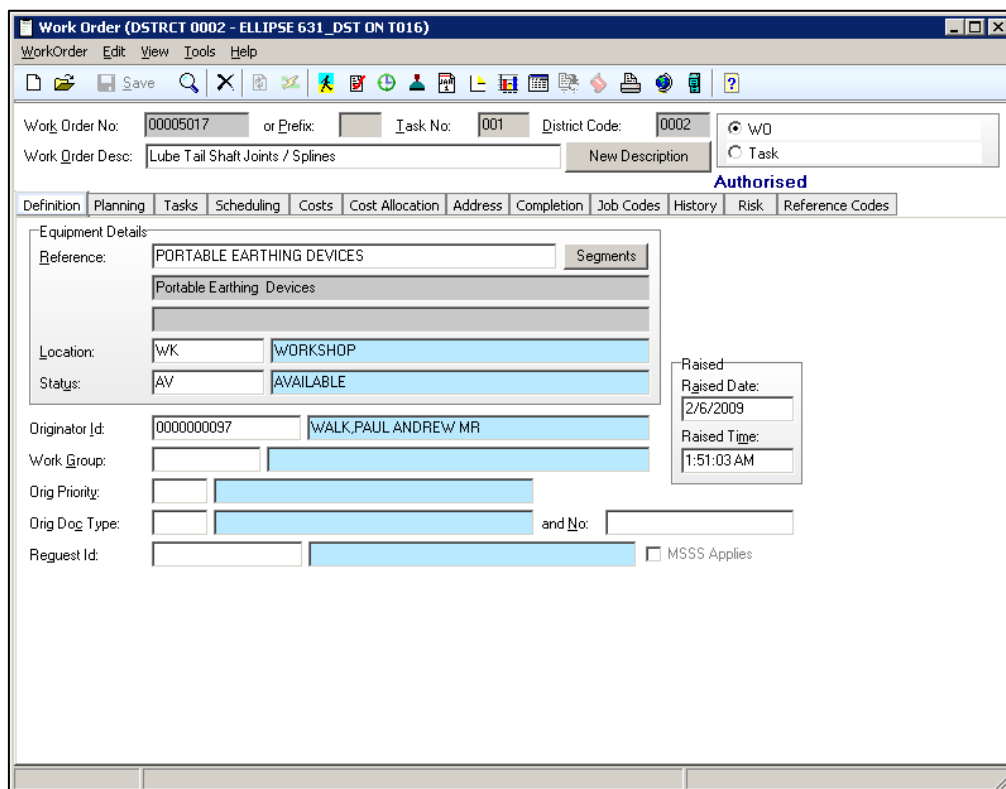 Work Order (DSTRCT 0002 - ELLIPSE 631_DST ON T016)
WorkOrder Edit View Tools Help
Save
Work Order No: 00005017 or Prefix: Task No: 001 District Code: 0002 WO
Work Order Desc: Lube Tail Shaft Joints / Splines New Description Task
Authorised
Definition Planning Tasks Scheduling Costs Cost Allocation Address Completion Job Codes History Risk Reference Codes
Equipment Details
Reference: PORTABLE EARTHING DEVICES Segments
Portable Earthing Devices
Location: WK WORKSHOP
Status: AV AVAILABLE
Raised
Raised Date:
2/6/2009
Raised Time:
1:51:03 AM
Originator Id: 0000000097 WALK,PAUL ANDREW MR
Work Group:
Orig Priority:
Orig Doc Type: and No:
Request Id: MSSS Applies